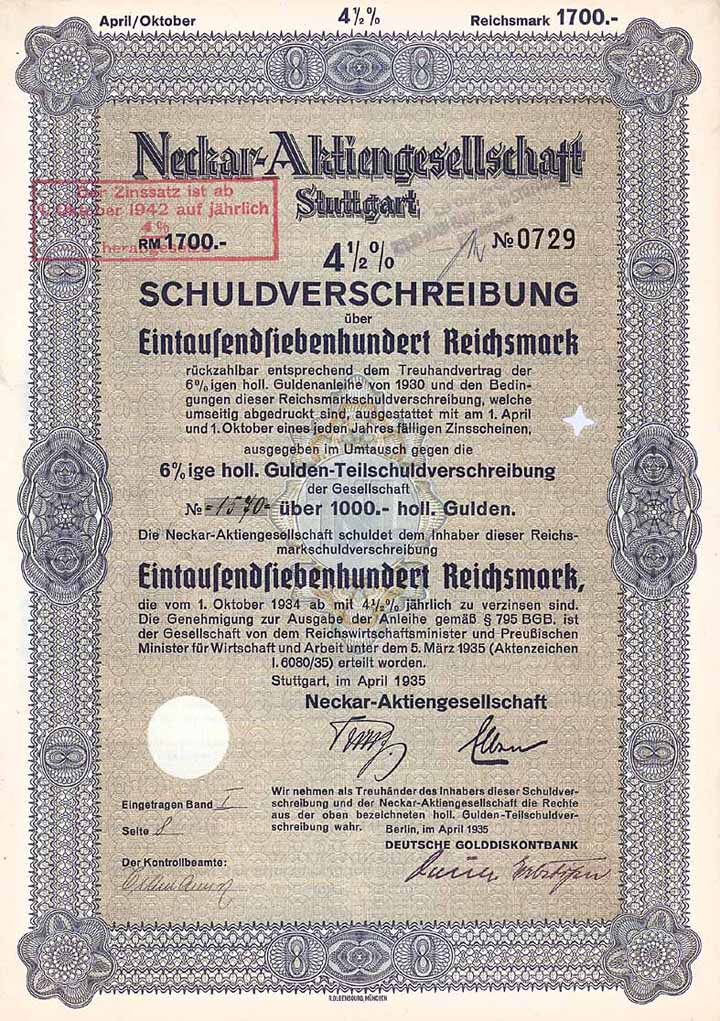 April/Oktober 4½% Reichsmark 1700.-
Neckar-Aktiengesellschaft
Stuttgart
Der Zinssatz ist ab
1. Oktober 1942 auf jährlich
4%
herabgesetzt
RM 1700.-
№ 0729
4½%
SCHULDVERSCHREIBUNG
über
Eintausendsiebenhundert Reichsmark
rückzahlbar entsprechend dem Treuhandvertrag der
6%igen holl. Guldenanleihe von 1930 und den Bedin-
gungen dieser Reichsmarkschuldverschreibung, welche
umseitig abgedruckt sind, ausgestattet mit am 1. April
und 1. Oktober eines jeden Jahres fälligen Zinsscheinen,
ausgegeben im Umtausch gegen die
6%ige holl. Gulden-Teilschuldverschreibung
der Gesellschaft
№ -1570- über 1000.- holl. Gulden.
Die Neckar-Aktiengesellschaft schuldet dem Inhaber dieser Reichs-
markschuldverschreibung
Eintausendsiebenhundert Reichsmark,
die vom 1. Oktober 1934 ab mit 4½% jährlich zu verzinsen sind.
Die Genehmigung zur Ausgabe der Anleihe gemäß § 795 BGB. ist
der Gesellschaft von dem Reichswirtschaftsminister und Preußischen
Minister für Wirtschaft und Arbeit unter dem 5. März 1935 (Aktenzeichen
I. 6080/35) erteilt worden.
Stuttgart, im April 1935
Neckar-Aktiengesellschaft
Wir nehmen als Treuhänder des Inhabers dieser Schuldver-
schreibung und der Neckar-Aktiengesellschaft die Rechte
aus der oben bezeichneten holl. Gulden-Teilschuldver-
schreibung wahr. Berlin, im April 1935
DEUTSCHE GOLDDISKONTBANK
Eingetragen Band I
Seite 8
Der Kontrollbeamte:
R. OLDENBOURG, MÜNCHEN